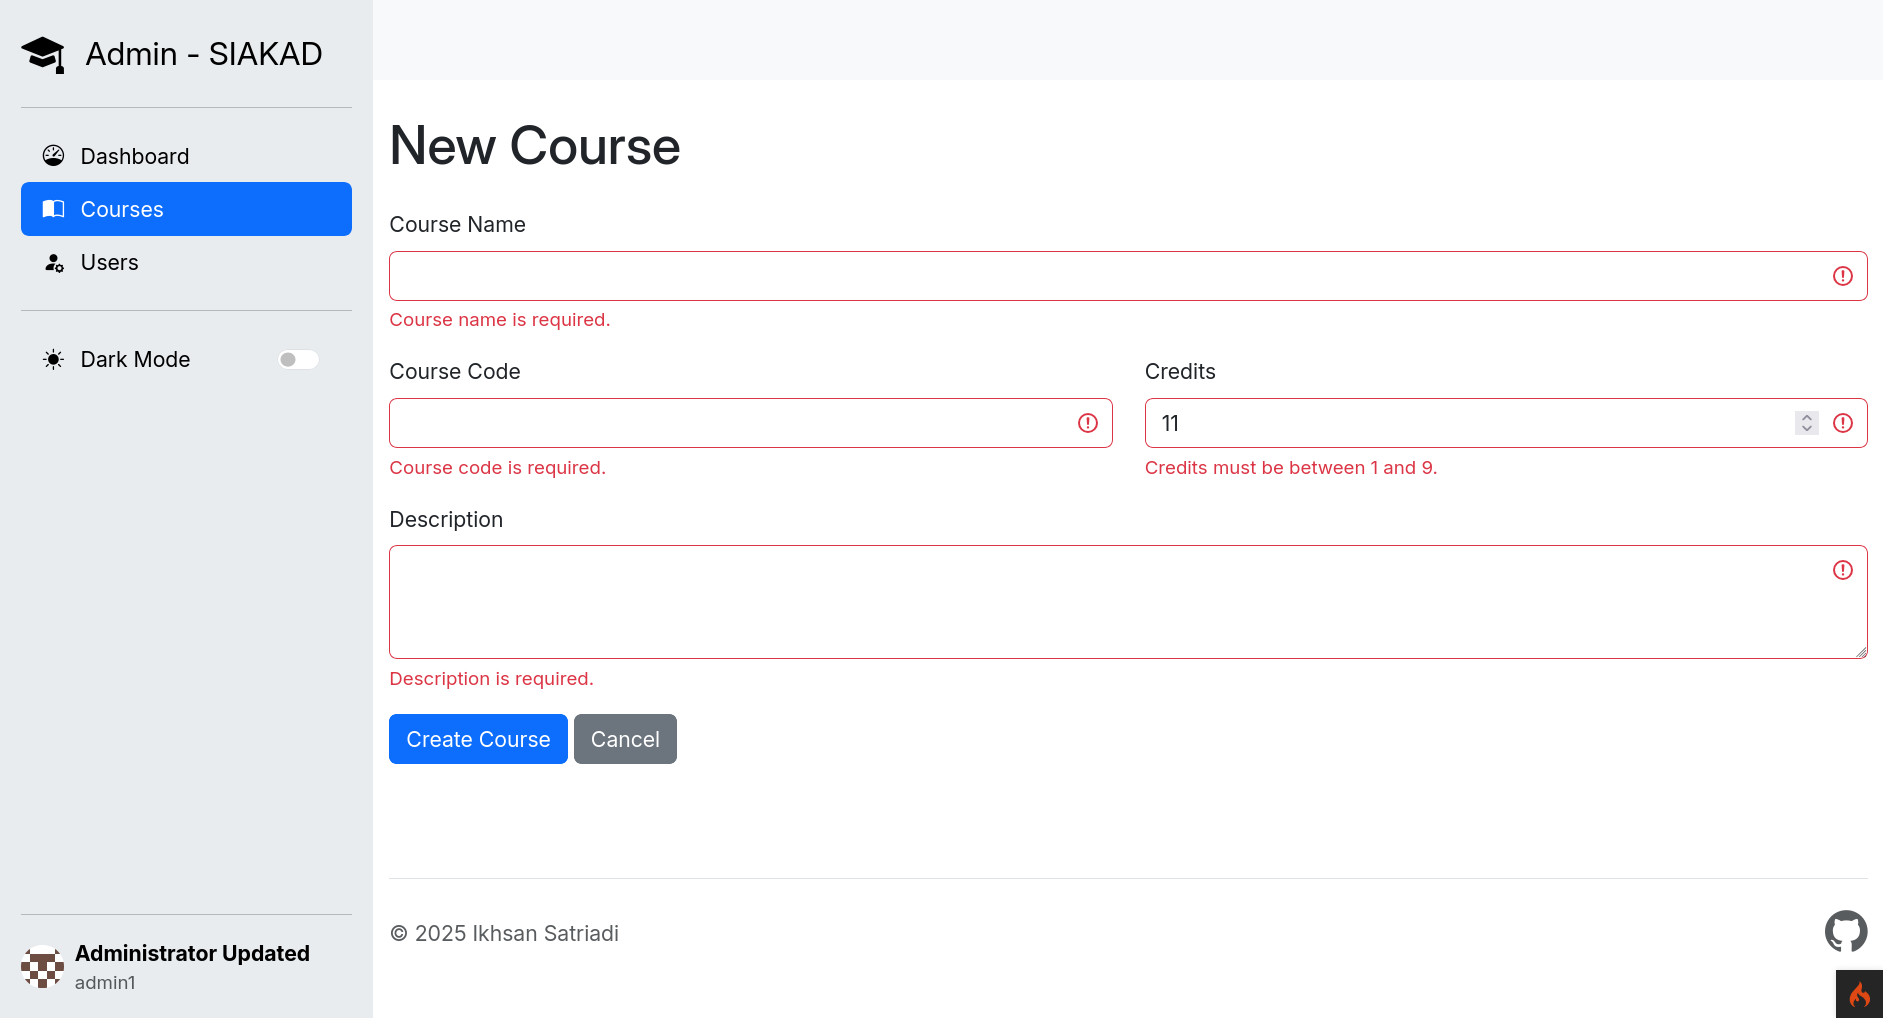 Admin - SIAKAD
Dashboard
Courses
Users
Dark Mode
Administrator Updated
admin1
New Course
Course Name
Course name is required.
Course Code
Credits
11
Course code is required.
Credits must be between 1 and 9.
Description
Description is required.
Create Course
Cancel
© 2025 Ikhsan Satriadi